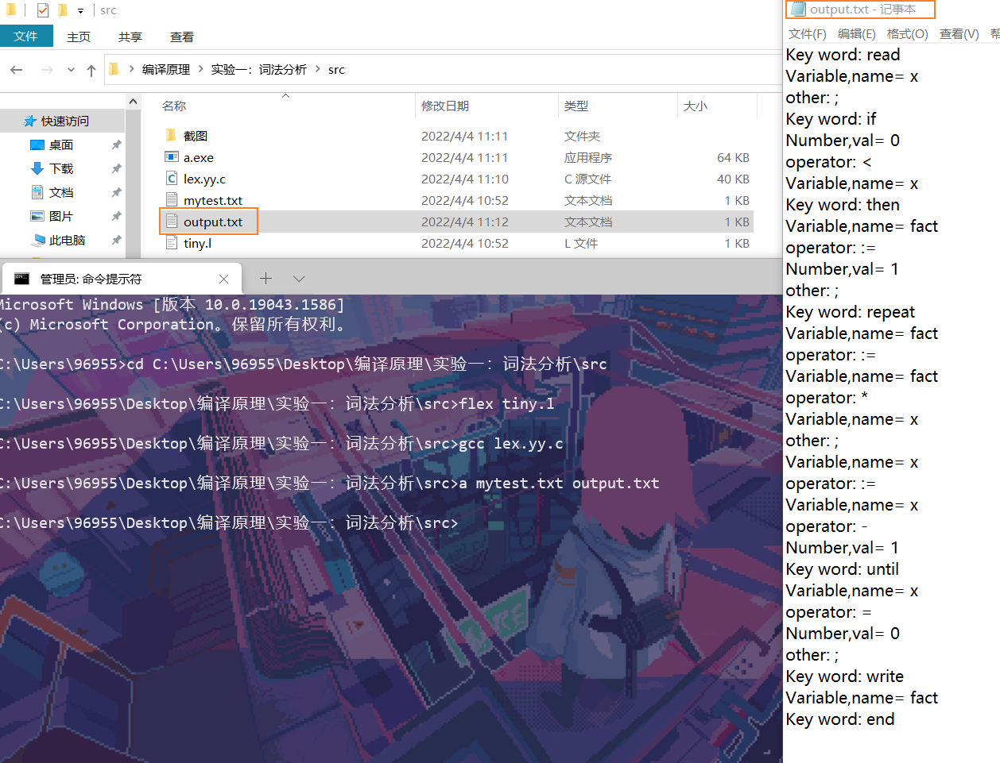 src
文件 主页 共享 查看
编译原理 实验一：词法分析 src
快速访问
桌面
下载
文档
图片
此电脑
名称 修改日期 类型 大小
截图 2022/4/4 11:11 文件夹
a.exe 2022/4/4 11:11 应用程序 64 KB
lex.yy.c 2022/4/4 11:10 C 源文件 40 KB
mytest.txt 2022/4/4 10:52 文本文档 1 KB
output.txt 2022/4/4 11:12 文本文档 1 KB
tiny.l 2022/4/4 10:52 L 文件 1 KB
管理员: 命令提示符
Microsoft Windows [版本 10.0.19043.1586]
(c) Microsoft Corporation。保留所有权利。
C:\Users\96955>cd C:\Users\96955\Desktop\编译原理\实验一：词法分析\src
C:\Users\96955\Desktop\编译原理\实验一：词法分析\src>flex tiny.l
C:\Users\96955\Desktop\编译原理\实验一：词法分析\src>gcc lex.yy.c
C:\Users\96955\Desktop\编译原理\实验一：词法分析\src>a mytest.txt output.txt
C:\Users\96955\Desktop\编译原理\实验一：词法分析\src>
output.txt - 记事本
文件(F) 编辑(E) 格式(O) 查看(V) 帮
Key word: read
Variable,name= x
other: ;
Key word: if
Number,val= 0
operator: <
Variable,name= x
Key word: then
Variable,name= fact
operator: :=
Number,val= 1
other: ;
Key word: repeat
Variable,name= fact
operator: :=
Variable,name= fact
operator: *
Variable,name= x
other: ;
Variable,name= x
operator: :=
Variable,name= x
operator: -
Number,val= 1
Key word: until
Variable,name= x
operator: =
Number,val= 0
other: ;
Key word: write
Variable,name= fact
Key word: end